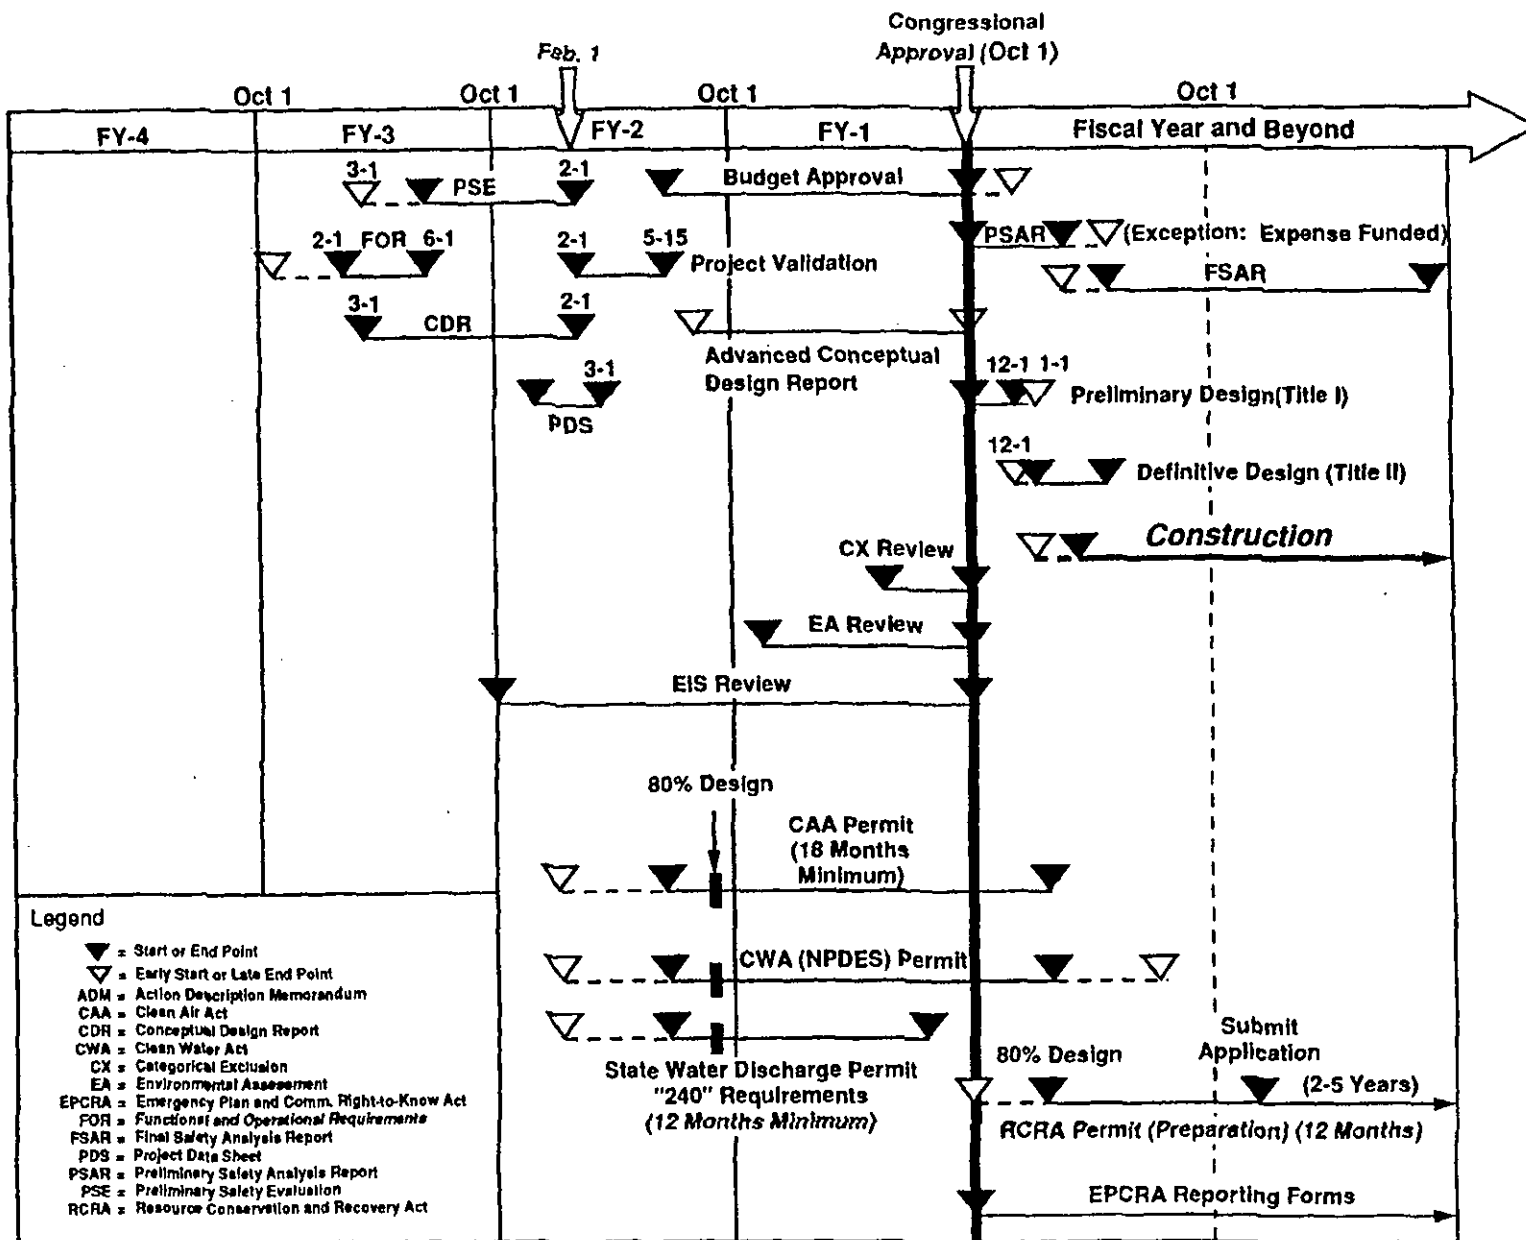 Congressional
Approval (Oct 1)
Feb. 1
Oct 1
Oct 1
Oct 1
Oct 1
FY-4
FY-3
FY-2
FY-1
Fiscal Year and Beyond
3-1
PSE
2-1
Budget Approval
2-1
FOR
6-1
2-1
5-15
Project Validation
PSAR
(Exception: Expense Funded)
FSAR
3-1
CDR
2-1
Advanced Conceptual
Design Report
3-1
PDS
12-1
1-1
Preliminary Design(Title I)
12-1
Definitive Design (Title II)
Construction
CX Review
EA Review
EIS Review
80% Design
CAA Permit
(18 Months
Minimum)
CWA (NPDES) Permit
State Water Discharge Permit
"240" Requirements
(12 Months Minimum)
80% Design
Submit
Application
(2-5 Years)
RCRA Permit (Preparation) (12 Months)
EPCRA Reporting Forms
Legend
= Start or End Point
= Early Start or Late End Point
ADM = Action Description Memorandum
CAA = Clean Air Act
CDR = Conceptual Design Report
CWA = Clean Water Act
CX = Categorical Exclusion
EA = Environmental Assessment
EPCRA = Emergency Plan and Comm. Right-to-Know Act
FOR = Functional and Operational Requirements
FSAR = Final Safety Analysis Report
PDS = Project Data Sheet
PSAR = Preliminary Safety Analysis Report
PSE = Preliminary Safety Evaluation
RCRA = Resource Conservation and Recovery Act